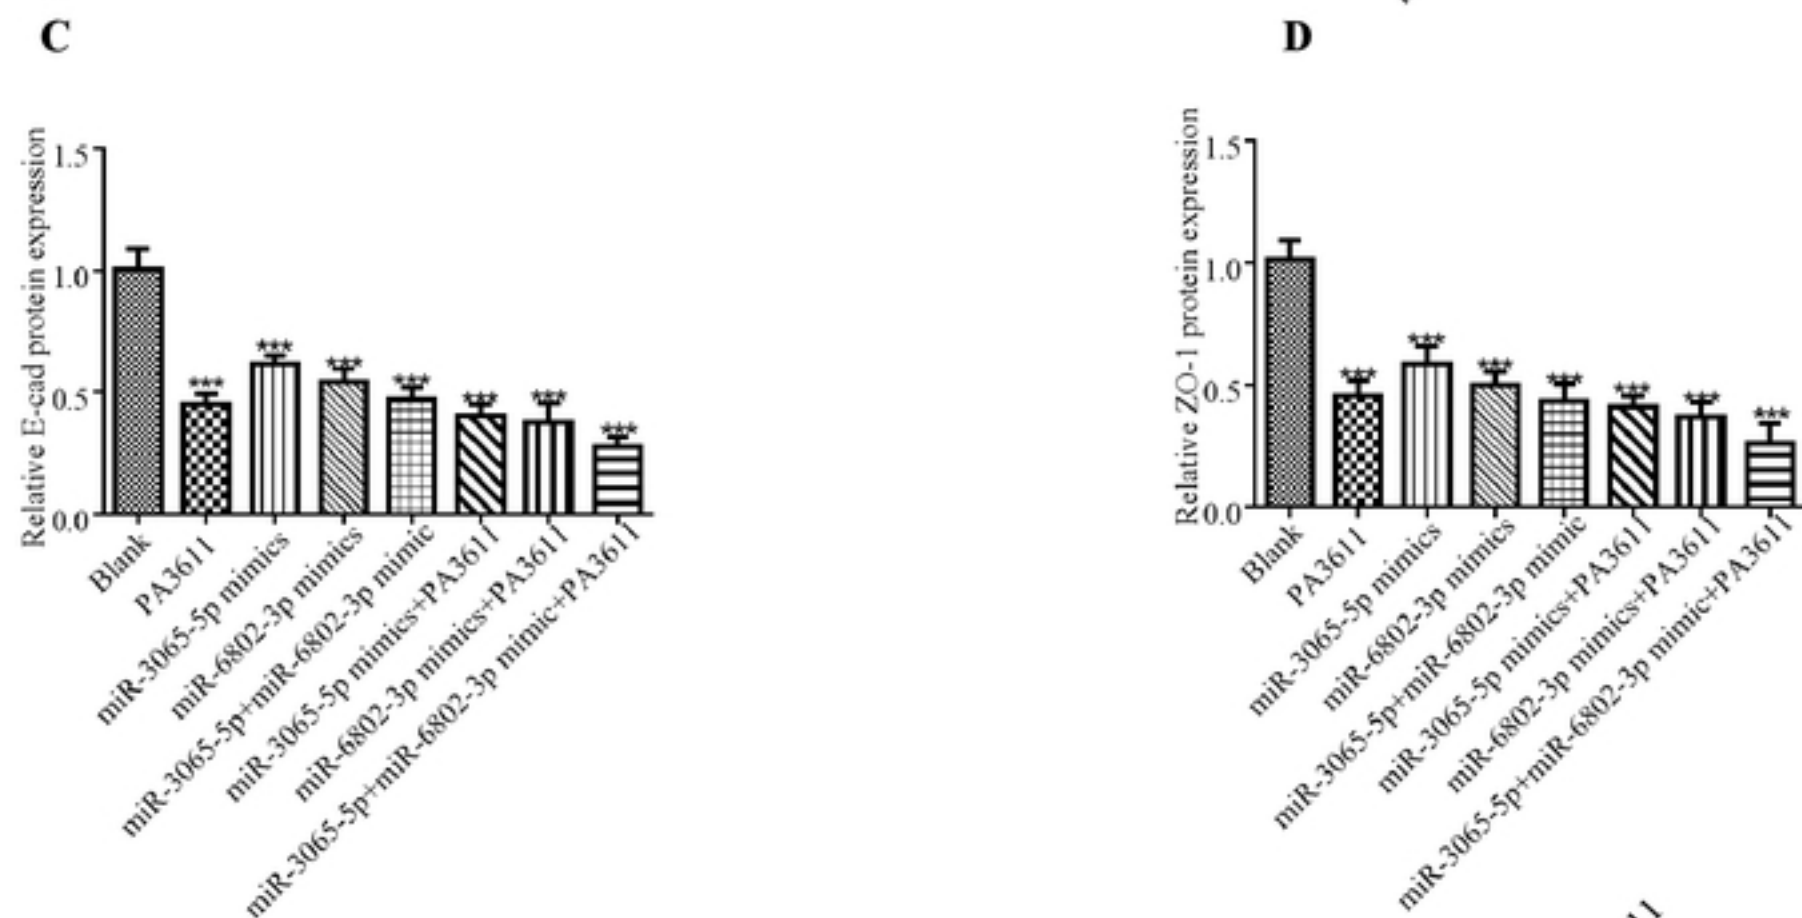 C
Relative E-cad protein expression
1.5
1.0
0.5
0.0
***
***
***
***
***
***
***
Blank
PA3611
miR-3065-5p mimics
miR-6802-3p mimics
miR-3065-5p+miR-6802-3p mimic
miR-3065-5p mimics+PA3611
miR-6802-3p mimics+PA3611
miR-3065-5p+miR-6802-3p mimic+PA3611
D
Relative ZO-1 protein expression
1.5
1.0
0.5
0.0
***
***
***
***
***
***
***
Blank
PA3611
miR-3065-5p mimics
miR-6802-3p mimics
miR-3065-5p+miR-6802-3p mimic
miR-3065-5p mimics+PA3611
miR-6802-3p mimics+PA3611
miR-3065-5p+miR-6802-3p mimic+PA3611
11